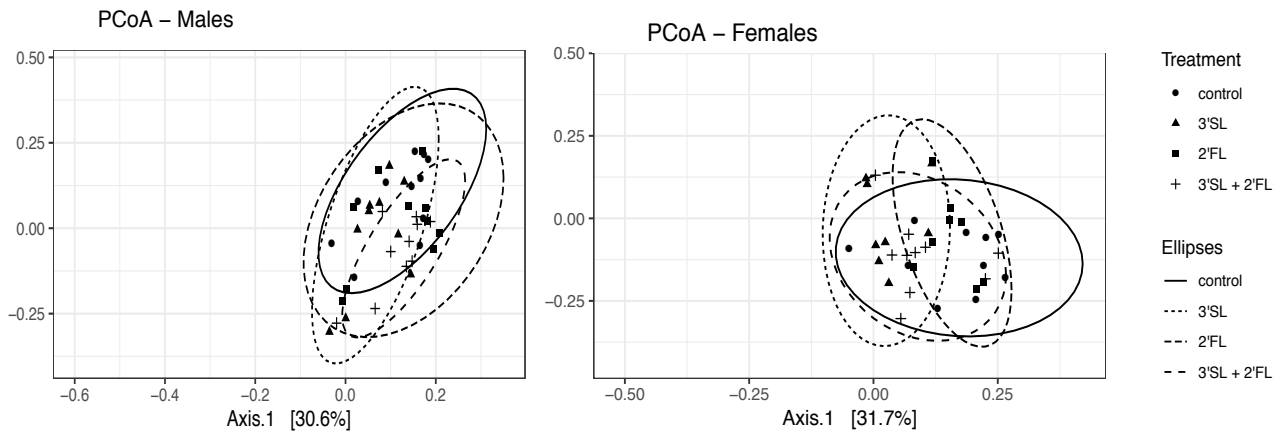 PCoA – Males
0.50
0.25
0.00
−0.25
−0.6
−0.4
−0.2
0.0
0.2
Axis.1 [30.6%]
PCoA – Females
0.50
0.25
0.00
−0.25
−0.50
−0.25
0.00
0.25
Axis.1 [31.7%]
Treatment
control
3'SL
2'FL
3'SL + 2'FL
Ellipses
control
3'SL
2'FL
3'SL + 2'FL